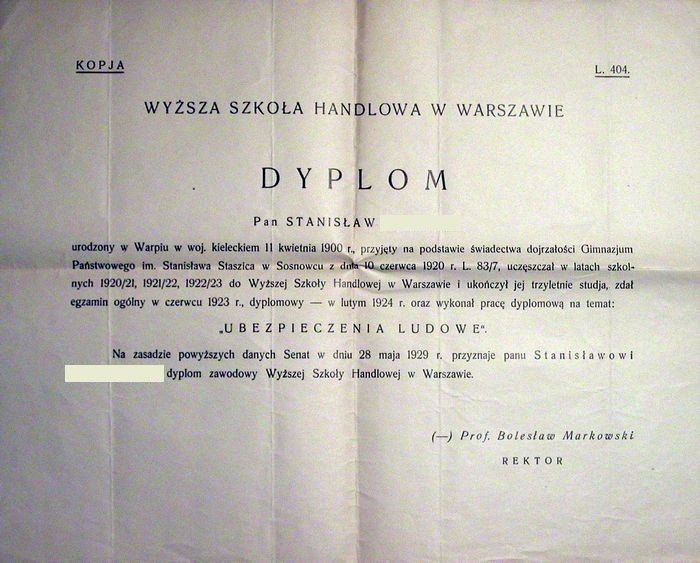 KOPJA
L. 404.
WYŻSZA SZKOŁA HANDLOWA W WARSZAWIE
DYPLOM
Pan STANISŁAW
urodzony w Warpiu w woj. kieleckiem 11 kwietnia 1900 r., przyjęty na podstawie świadectwa dojrzałości Gimnazjum
Państwowego im. Stanisława Staszica w Sosnowcu z dnia 10 czerwca 1920 r. L. 83/7, uczęszczał w latach szkol-
nych 1920/21, 1921/22, 1922/23 do Wyższej Szkoły Handlowej w Warszawie i ukończył jej trzyletnie studja, zdał
egzamin ogólny w czerwcu 1923 r., dyplomowy — w lutym 1924 r. oraz wykonał pracę dyplomową na temat:
„UBEZPIECZENIA LUDOWE“.
Na zasadzie powyższych danych Senat w dniu 28 maja 1929 r. przyznaje panu Stanisławowi
dyplom zawodowy Wyższej Szkoły Handlowej w Warszawie.
(—) Prof. Bolesław Markowski
REKTOR